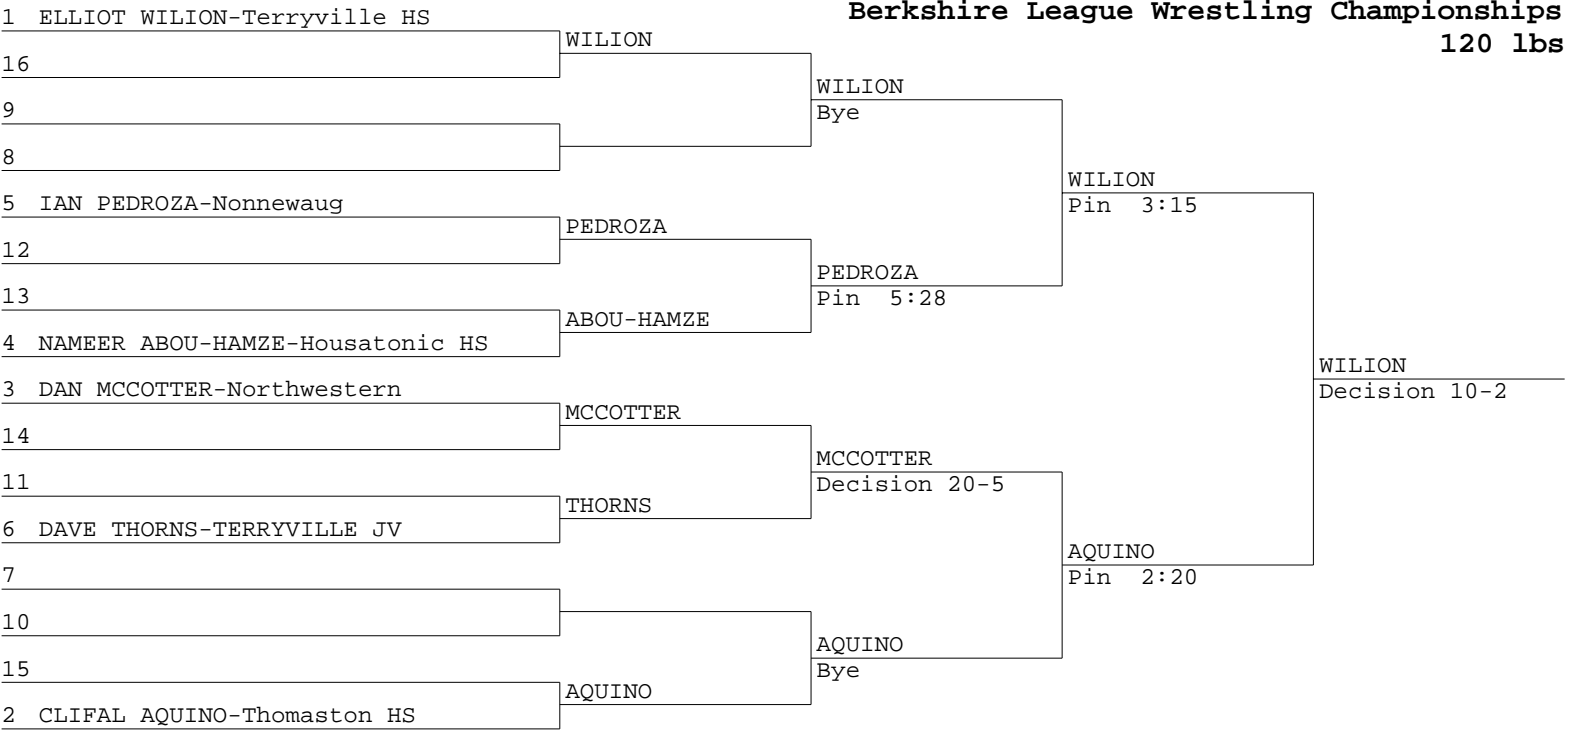 Berkshire League Wrestling Championships
120 lbs
1 ELLIOT WILION-Terryville HS
16
9
8
5 IAN PEDROZA-Nonnewaug
12
13
4 NAMEER ABOU-HAMZE-Housatonic HS
3 DAN MCCOTTER-Northwestern
14
11
6 DAVE THORNS-TERRYVILLE JV
7
10
15
2 CLIFAL AQUINO-Thomaston HS
WILION
PEDROZA
ABOU-HAMZE
MCCOTTER
THORNS
AQUINO
WILION
Bye
PEDROZA
Pin 5:28
MCCOTTER
Decision 20-5
AQUINO
Bye
WILION
Pin 3:15
AQUINO
Pin 2:20
WILION
Decision 10-2